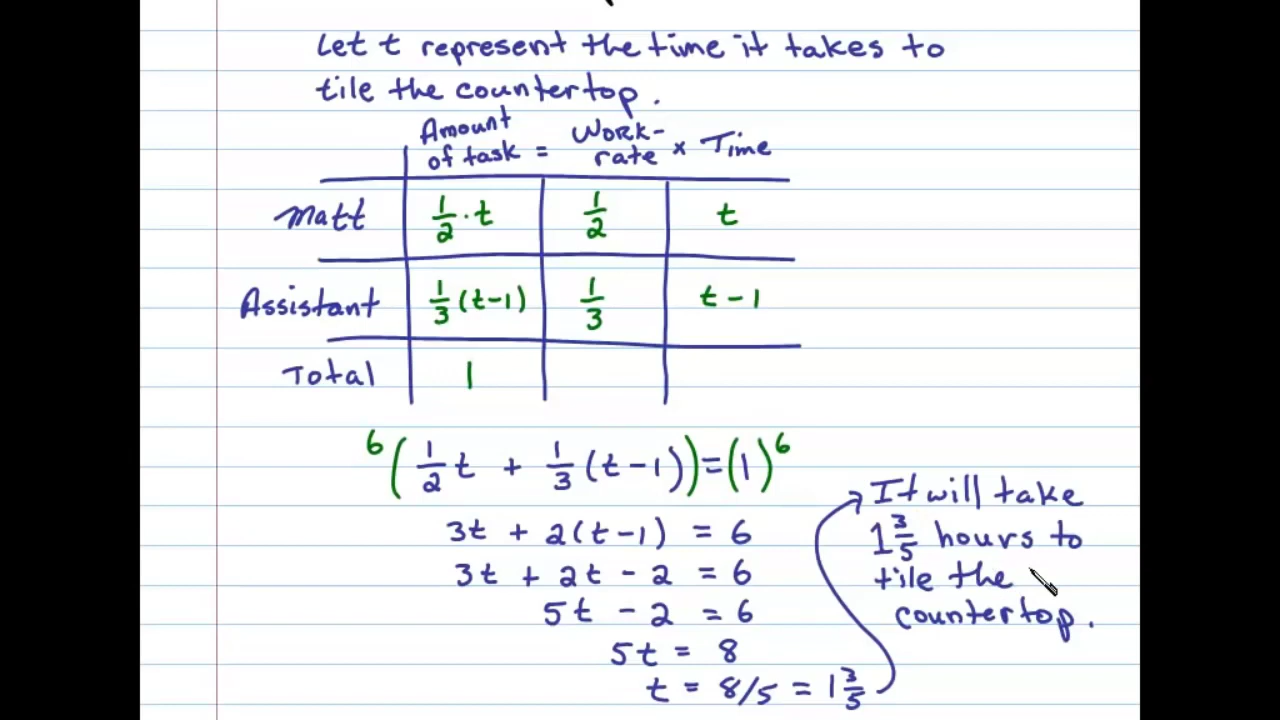 Let t represent the time it takes to
tile the countertop.
Amount of task = Work-rate × Time
Matt 1/2 · t 1/2 t
Assistant 1/3 (t-1) 1/3 t - 1
Total 1
6 ( 1/2 t + 1/3 (t-1) ) = (1) 6
3t + 2(t-1) = 6
3t + 2t - 2 = 6
5t - 2 = 6
5t = 8
t = 8/5 = 1 3/5
It will take
1 3/5 hours to
tile the
countertop.